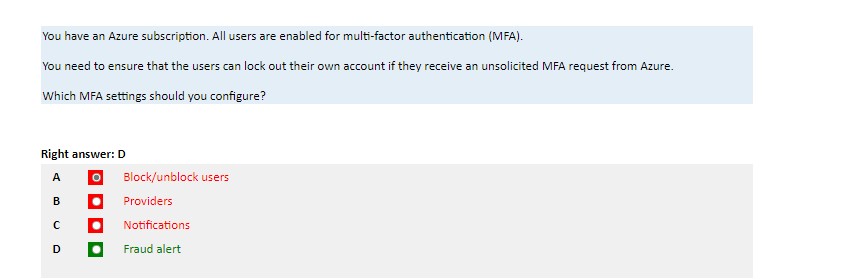 You have an Azure subscription. All users are enabled for multi-factor authentication (MFA).
You need to ensure that the users can lock out their own account if they receive an unsolicited MFA request from Azure.
Which MFA settings should you configure?
Right answer: D
A Block/unblock users
B Providers
C Notifications
D Fraud alert